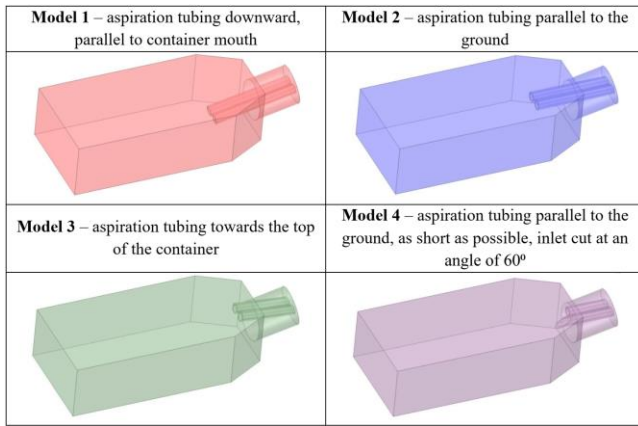 Model 1 – aspiration tubing downward,
parallel to container mouth
Model 2 – aspiration tubing parallel to the
ground
Model 3 – aspiration tubing towards the top
of the container
Model 4 – aspiration tubing parallel to the
ground, as short as possible, inlet cut at an
angle of 60º